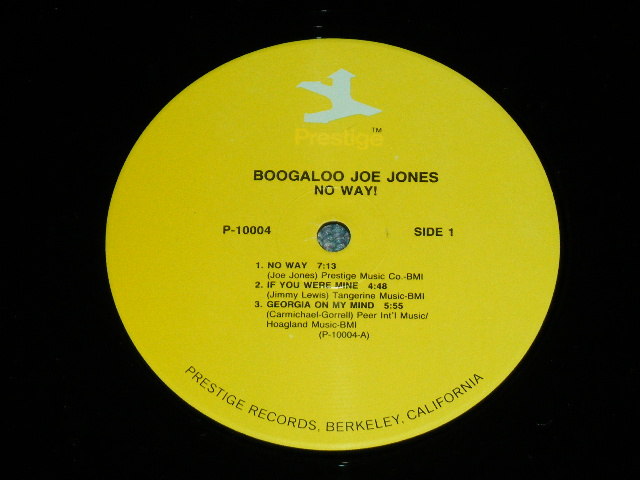 Prestige™
BOOGALOO JOE JONES
NO WAY!
P-10004
SIDE 1
1. NO WAY 7:13
(Joe Jones) Prestige Music Co.-BMI
2. IF YOU WERE MINE 4:48
(Jimmy Lewis) Tangerine Music-BMI
3. GEORGIA ON MY MIND 5:55
(Carmichael-Gorrell) Peer Int'l Music/
Hoagland Music-BMI
(P-10004-A)
PRESTIGE RECORDS, BERKELEY, CALIFORNIA